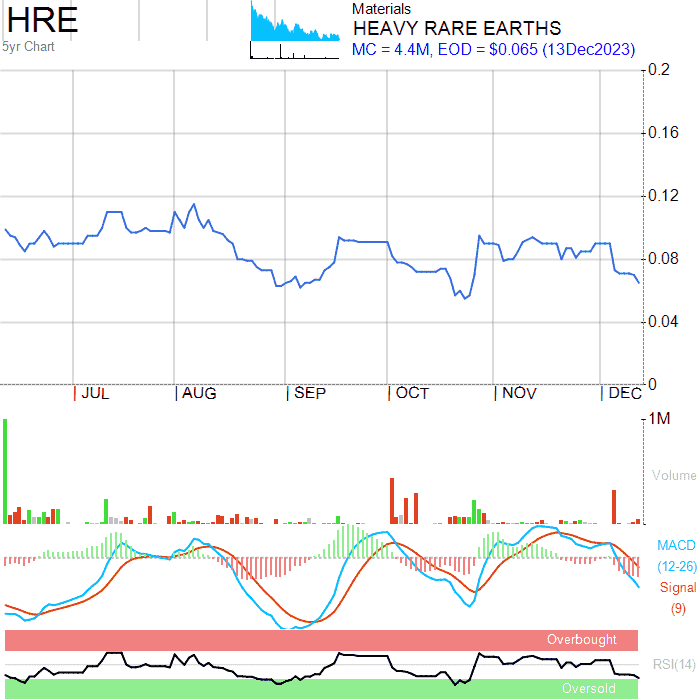 HRE
5yr Chart
Materials
HEAVY RARE EARTHS
MC = 4.4M, EOD = $0.065 (13Dec2023)
0.2
0.16
0.12
0.08
0.04
0
JUL AUG SEP OCT NOV DEC
1M
Volume
MACD
(12-26)
Signal
(9)
Overbought
RSI(14)
Oversold